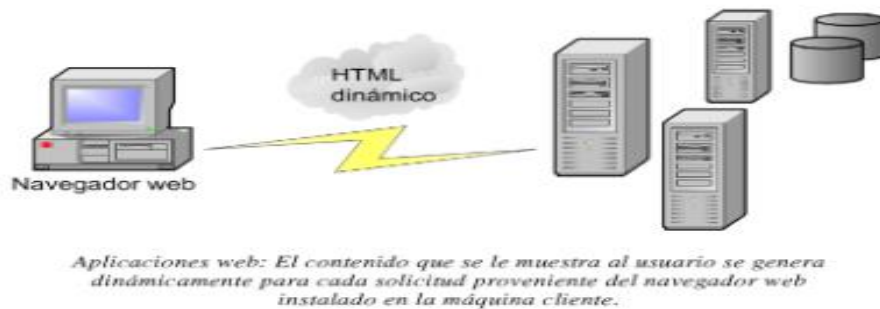 HTML
dinámico
Navegador web
Aplicaciones web: El contenido que se le muestra al usuario se genera
dinámicamente para cada solicitud proveniente del navegador web
instalado en la máquina cliente.